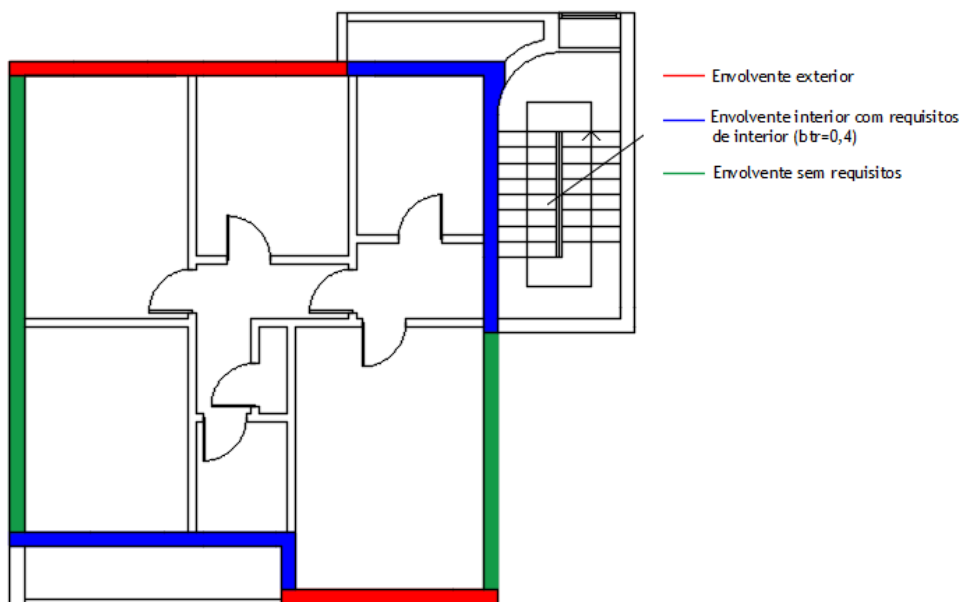 Envolvente exterior
Envolvente interior com requisitos
de interior (btr=0,4)
Envolvente sem requisitos